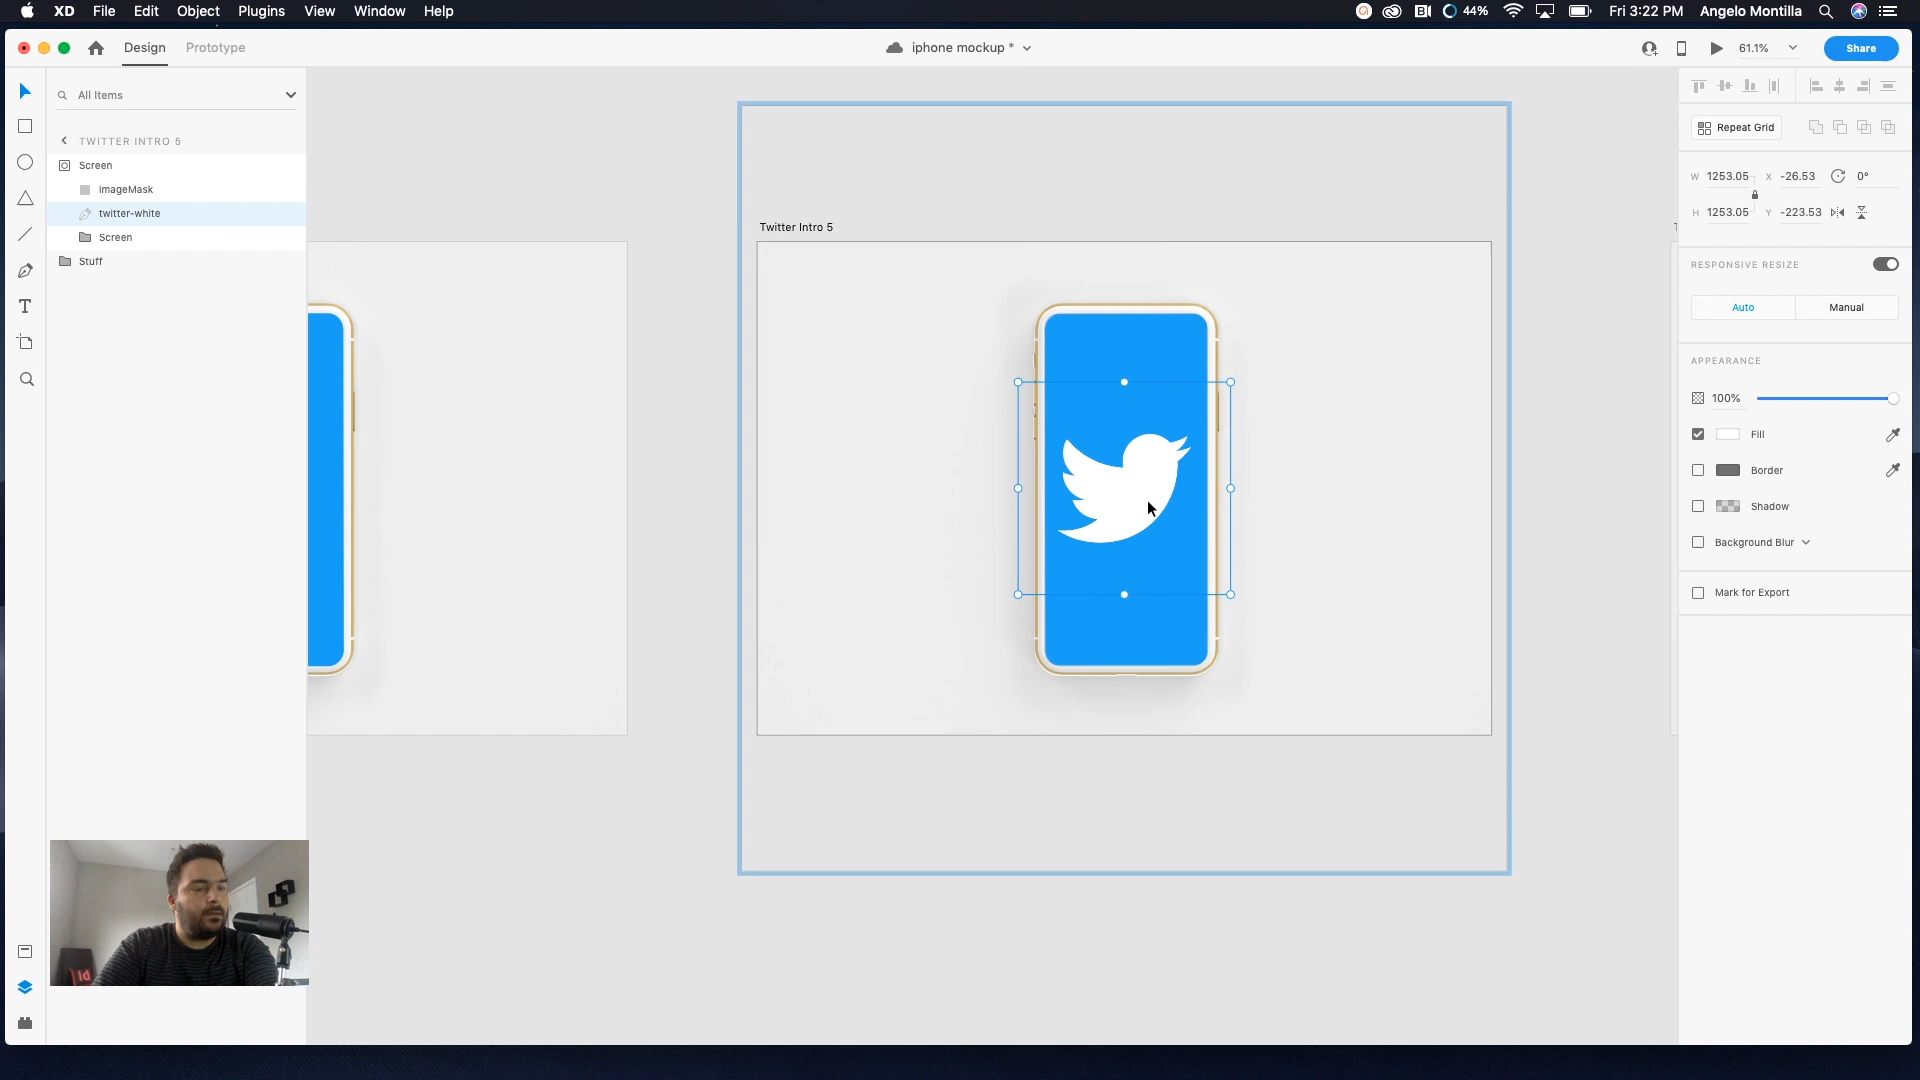 XD File Edit Object Plugins View Window Help
44% Fri 3:22 PM Angelo Montilla
Design Prototype
iphone mockup *
61.1%
Share
All Items
TWITTER INTRO 5
Screen
imageMask
twitter-white
Screen
Stuff
Twitter Intro 5
Repeat Grid
W 1253.05 X -26.53 0°
H 1253.05 Y -223.53
RESPONSIVE RESIZE
Auto Manual
APPEARANCE
100%
Fill
Border
Shadow
Background Blur
Mark for Export
Id